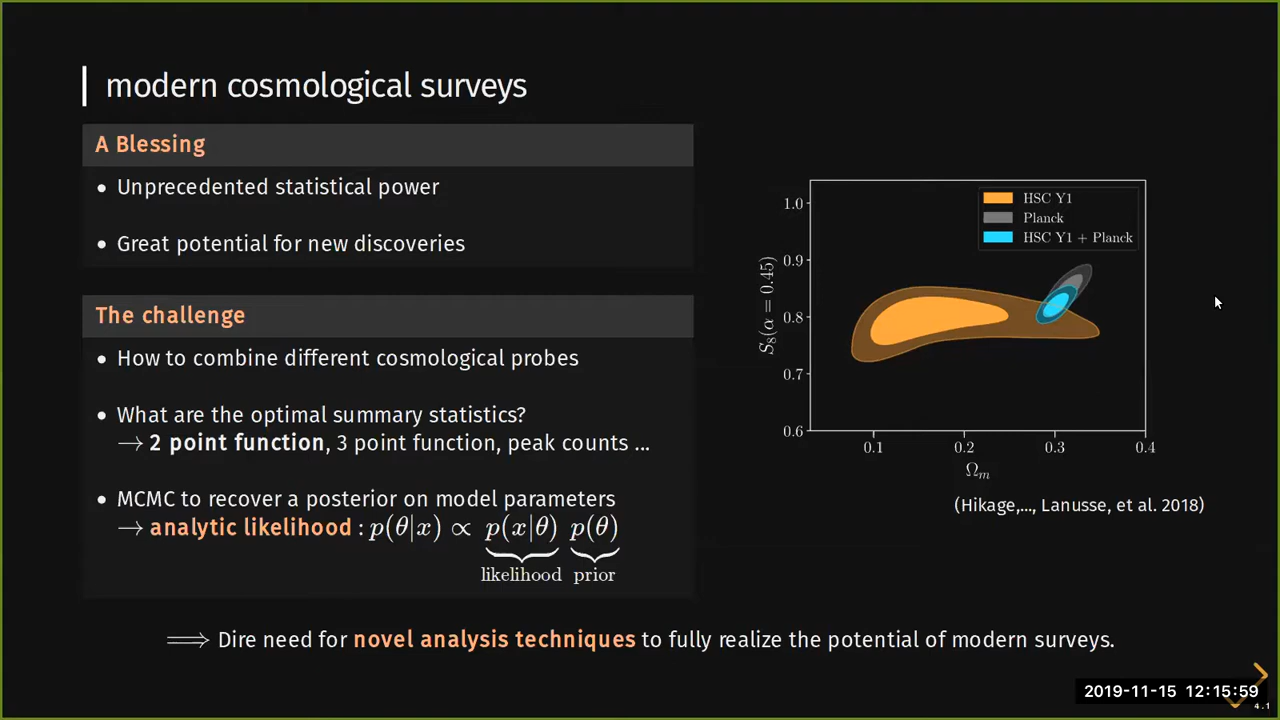 modern cosmological surveys
A Blessing
• Unprecedented statistical power
• Great potential for new discoveries
The challenge
• How to combine different cosmological probes
• What are the optimal summary statistics?
→ 2 point function, 3 point function, peak counts ...
• MCMC to recover a posterior on model parameters
→ analytic likelihood : p(θ|x) ∝ p(x|θ) p(θ)
likelihood prior
HSC Y1
Planck
HSC Y1 + Planck
1.0
0.9
0.8
0.7
0.6
S₈(α = 0.45)
0.1 0.2 0.3 0.4
Ωₘ
(Hikage,..., Lanusse, et al. 2018)
⟹ Dire need for novel analysis techniques to fully realize the potential of modern surveys.
2019-11-15 12:15:59
4.1